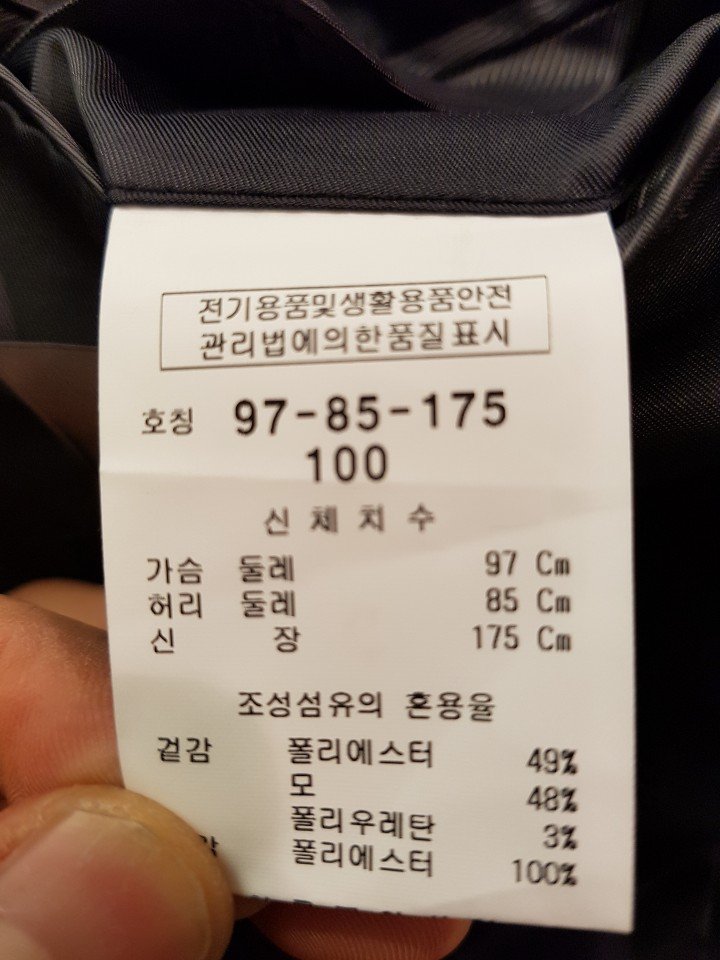 전기용품및생활용품안전
관리법에의한품질표시
호칭 97-85-175
100
신체치수
가슴 둘레 97 Cm
허리 둘레 85 Cm
신 장 175 Cm
조성섬유의 혼용율
겉감 폴리에스터 49%
모 48%
폴리우레탄 3%
폴리에스터 100%